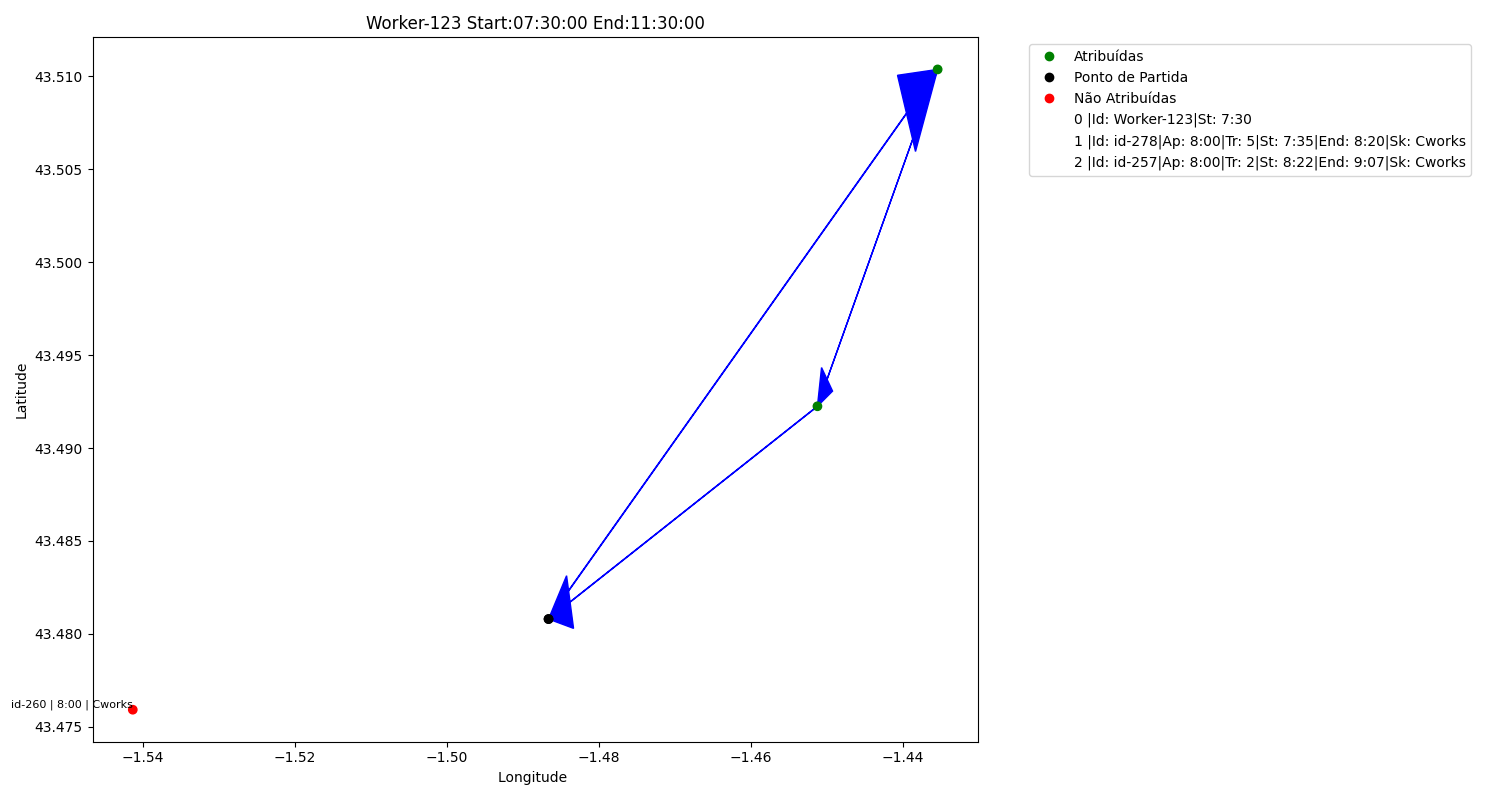 Worker-123 Start:07:30:00 End:11:30:00
Atribuídas
Ponto de Partida
Não Atribuídas
0 |Id: Worker-123|St: 7:30
1 |Id: id-278|Ap: 8:00|Tr: 5|St: 7:35|End: 8:20|Sk: Cworks
2 |Id: id-257|Ap: 8:00|Tr: 2|St: 8:22|End: 9:07|Sk: Cworks
43.510
43.505
43.500
43.495
43.490
43.485
43.480
43.475
Latitude
id-260 | 8:00 | Cworks
−1.54
−1.52
−1.50
−1.48
−1.46
−1.44
Longitude